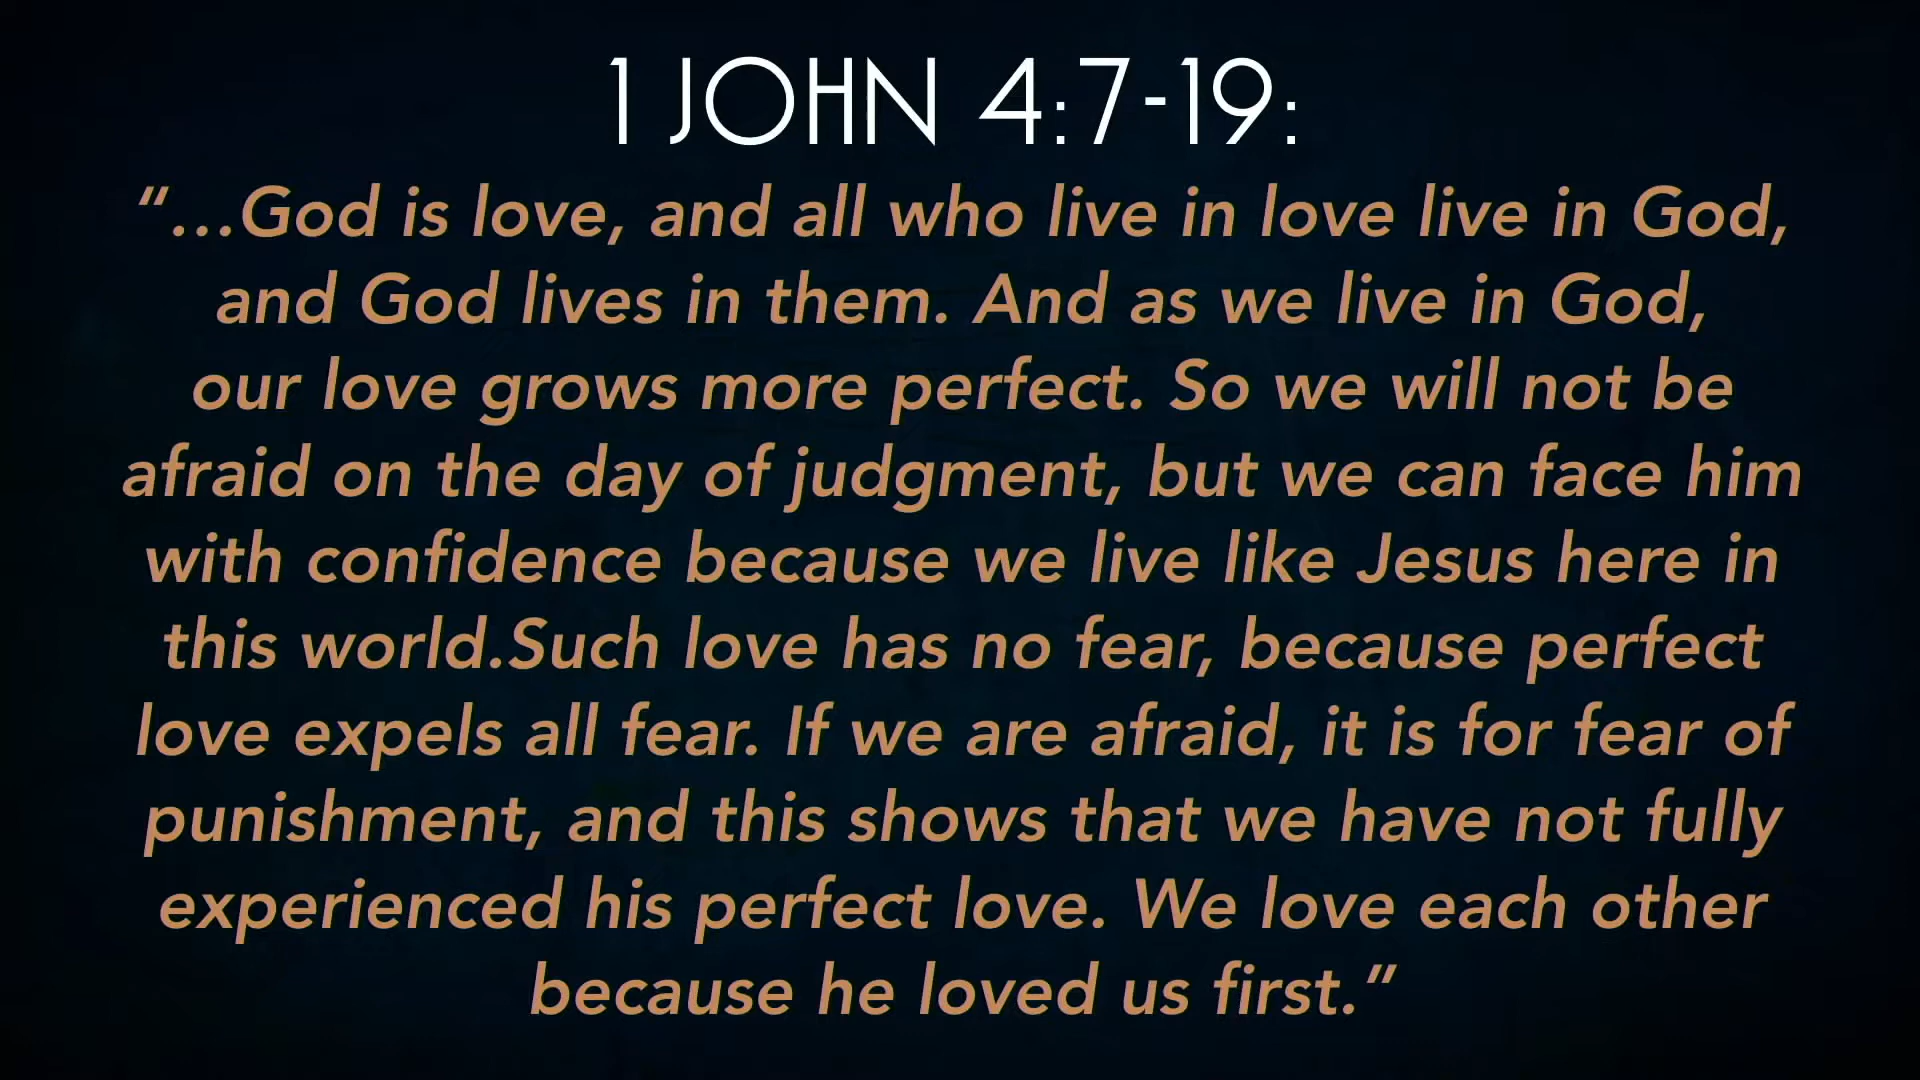 1 JOHN 4:7-19:
“...God is love, and all who live in love live in God,
and God lives in them. And as we live in God,
our love grows more perfect. So we will not be
afraid on the day of judgment, but we can face him
with confidence because we live like Jesus here in
this world.Such love has no fear, because perfect
love expels all fear. If we are afraid, it is for fear of
punishment, and this shows that we have not fully
experienced his perfect love. We love each other
because he loved us first.”